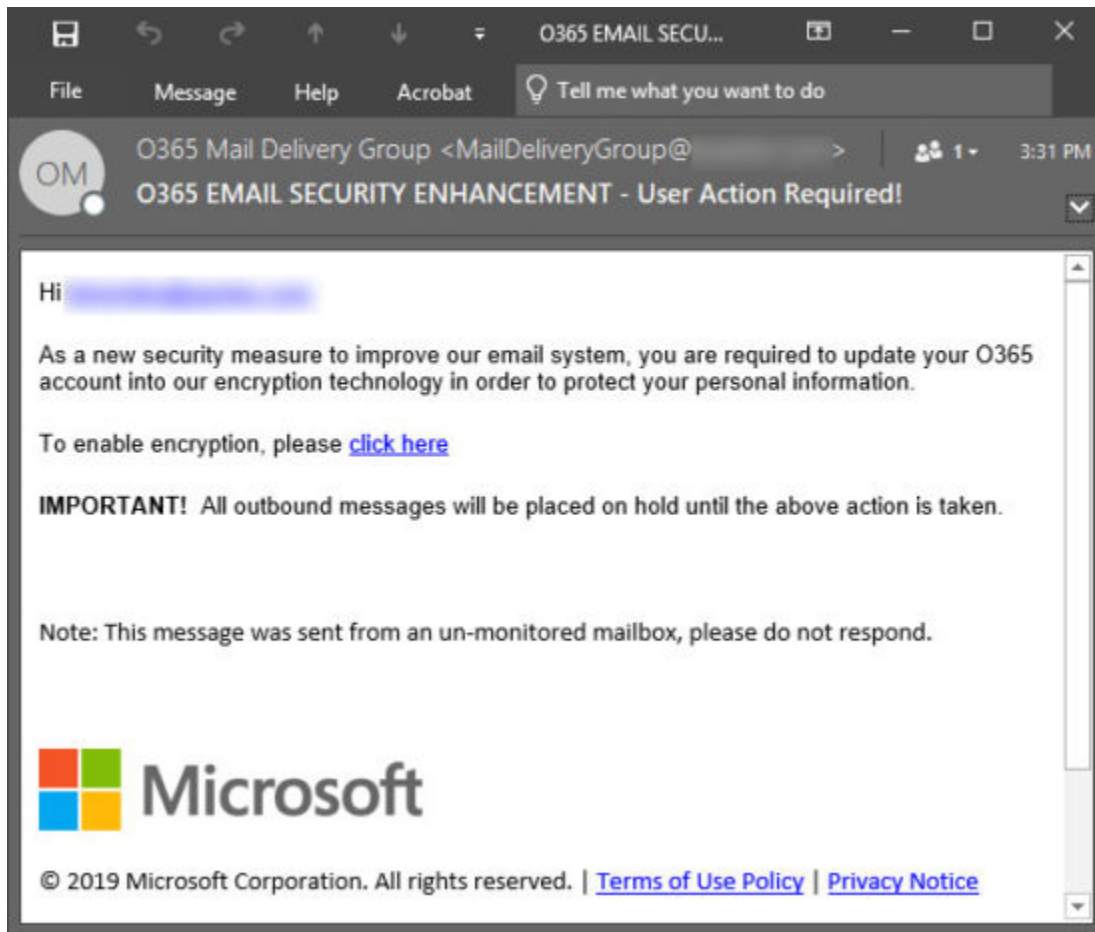 O365 EMAIL SECU...
File Message Help Acrobat Tell me what you want to do
OM
O365 Mail Delivery Group <MailDeliveryGroup@ > 1 3:31 PM
O365 EMAIL SECURITY ENHANCEMENT - User Action Required!
Hi
As a new security measure to improve our email system, you are required to update your O365
account into our encryption technology in order to protect your personal information.
To enable encryption, please click here
IMPORTANT! All outbound messages will be placed on hold until the above action is taken.
Note: This message was sent from an un-monitored mailbox, please do not respond.
Microsoft
© 2019 Microsoft Corporation. All rights reserved. | Terms of Use Policy | Privacy Notice